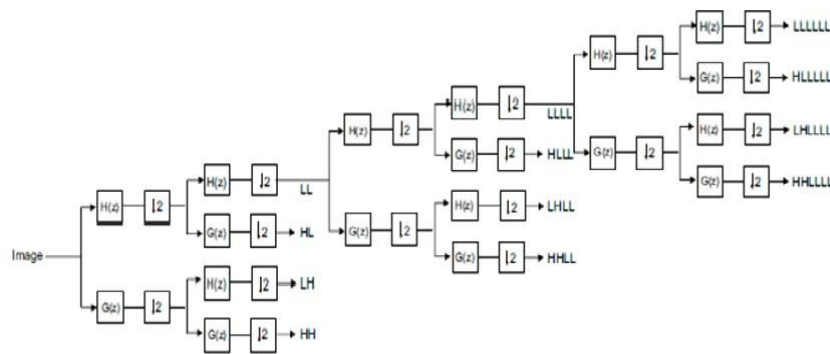 H(z) ↓2 LLLLLL
H(z) ↓2
G(z) ↓2 HLLLLL
H(z) ↓2 LLLL
H(z) ↓2 H(z) ↓2 LHLLLL
G(z) ↓2 HLLL G(z) ↓2
H(z) ↓2 LL G(z) ↓2 HHLLLL
H(z) ↓2 H(z) ↓2 LHLL
G(z) ↓2 HL G(z) ↓2
Image G(z) ↓2 HHLL
H(z) ↓2 LH
G(z) ↓2
G(z) ↓2 HH